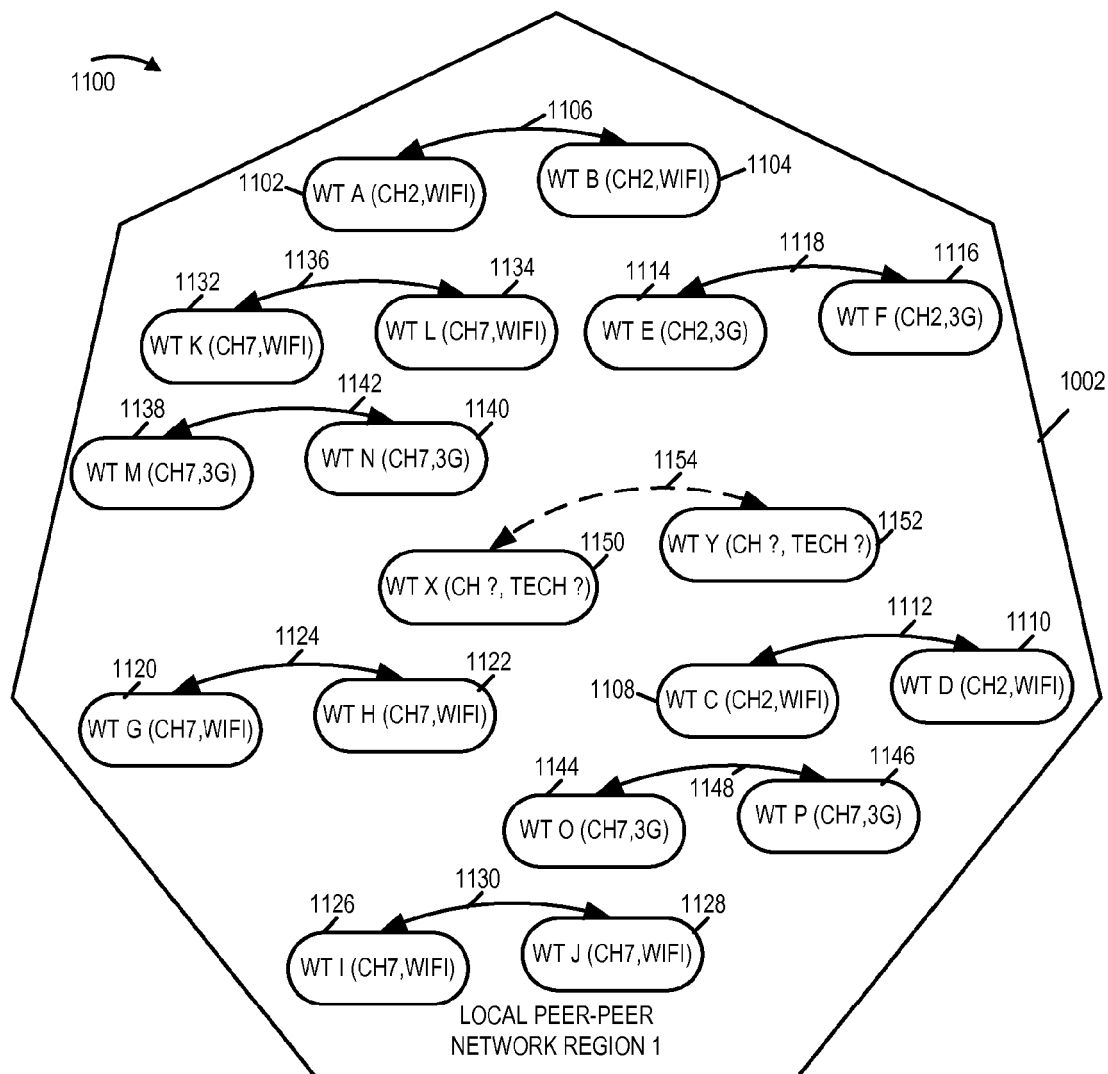 1100
1106
1102
WT A (CH2,WIFI)
WT B (CH2,WIFI)
1104
1132
1136
1134
1114
1118
1116
WT K (CH7,WIFI)
WT L (CH7,WIFI)
WT E (CH2,3G)
WT F (CH2,3G)
1138
1142
1140
1002
WT M (CH7,3G)
WT N (CH7,3G)
1154
1150
1152
WT X (CH ?, TECH ?)
WT Y (CH ?, TECH ?)
1120
1124
1122
1112
1110
WT G (CH7,WIFI)
WT H (CH7,WIFI)
1108
WT C (CH2,WIFI)
WT D (CH2,WIFI)
1144
1148
1146
WT O (CH7,3G)
WT P (CH7,3G)
1126
1130
1128
WT I (CH7,WIFI)
WT J (CH7,WIFI)
LOCAL PEER-PEER
NETWORK REGION 1